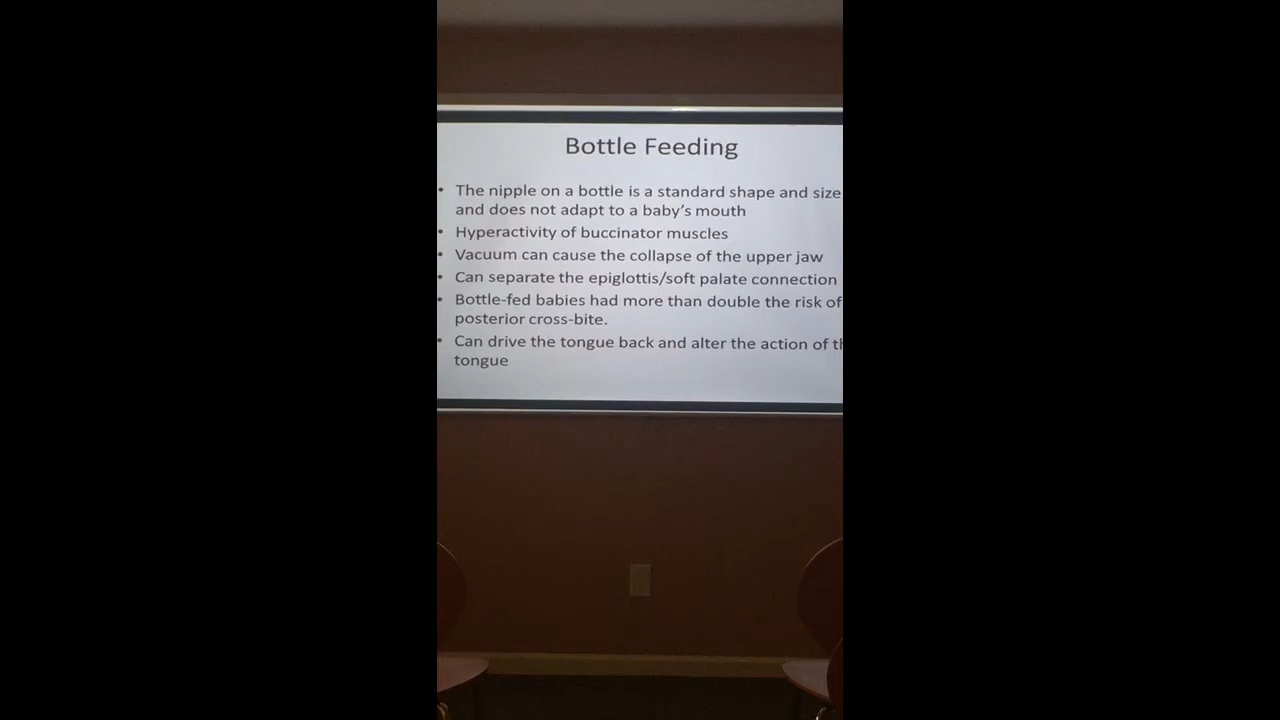 Bottle Feeding
• The nipple on a bottle is a standard shape and size
and does not adapt to a baby’s mouth
• Hyperactivity of buccinator muscles
• Vacuum can cause the collapse of the upper jaw
• Can separate the epiglottis/soft palate connection
• Bottle-fed babies had more than double the risk of
posterior cross-bite.
• Can drive the tongue back and alter the action of
tongue